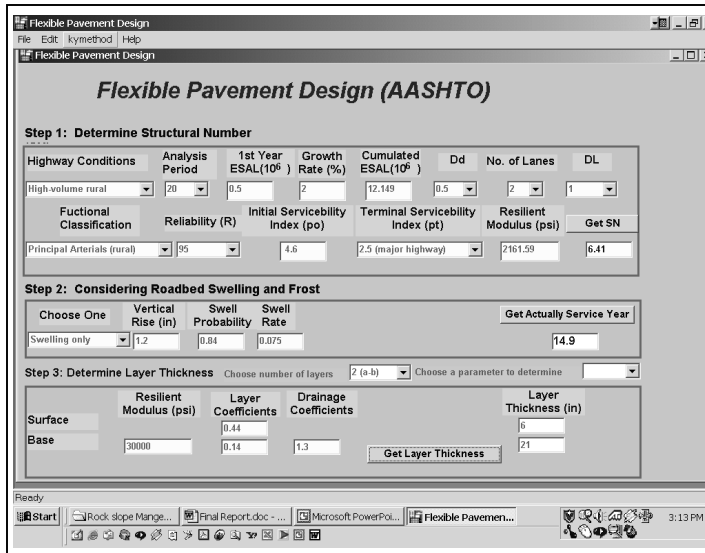 Flexible Pavement Design
File Edit kymethod Help
Flexible Pavement Design
Flexible Pavement Design (AASHTO)
Step 1: Determine Structural Number
Highway Conditions Analysis Period 1st Year ESAL(10⁶ ) Growth Rate (%) Cumulated ESAL(10⁶ ) Dd No. of Lanes DL
High-volume rural 20 0.5 2 12.149 0.5 2 1
Fuctional Classification Reliability (R) Initial Servicebility Index (po) Terminal Servicebility Index (pt) Resilient Modulus (psi) Get SN
Principal Arterials (rural) 95 4.6 2.5 (major highway) 2161.59 6.41
Step 2: Considering Roadbed Swelling and Frost
Choose One Vertical Rise (in) Swell Probability Swell Rate Get Actually Service Year
Swelling only 1.2 0.84 0.075 14.9
Step 3: Determine Layer Thickness Choose number of layers 2 (a-b) Choose a parameter to determine
Resilient Modulus (psi) Layer Coefficients Drainage Coefficients Layer Thickness (in)
Surface 0.44 6
Base 30000 0.14 1.3 Get Layer Thickness 21
Ready
Start Rock slope Mange... Final Report.doc - ... Microsoft PowerPoi... Flexible Pavemen... 3:13 PM